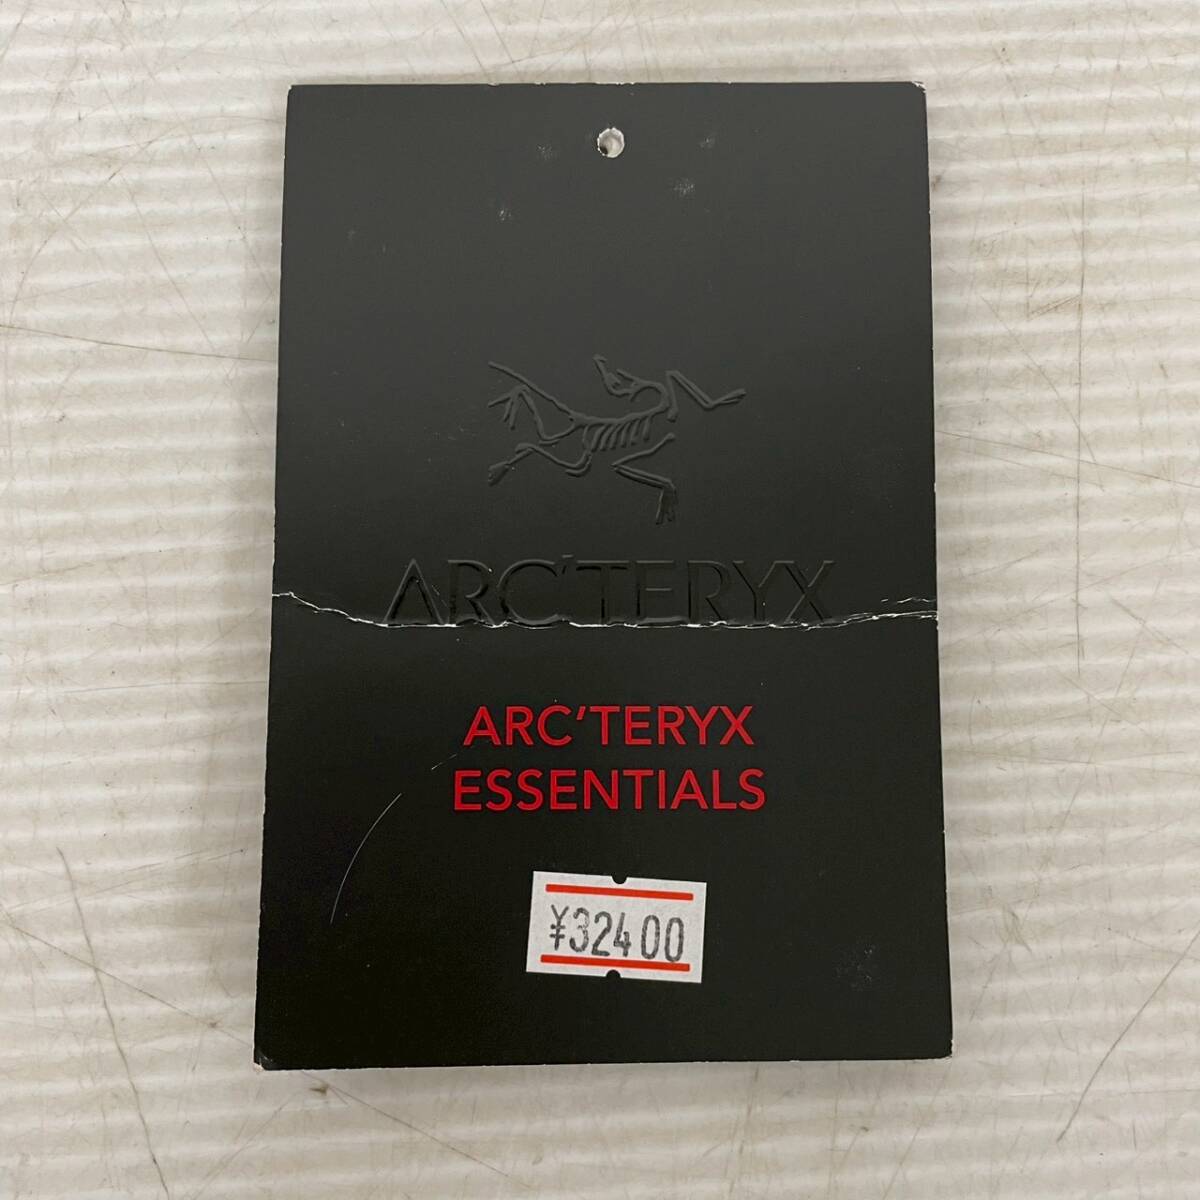 ARC'TERYX
ARC'TERYX
ESSENTIALS
¥32400